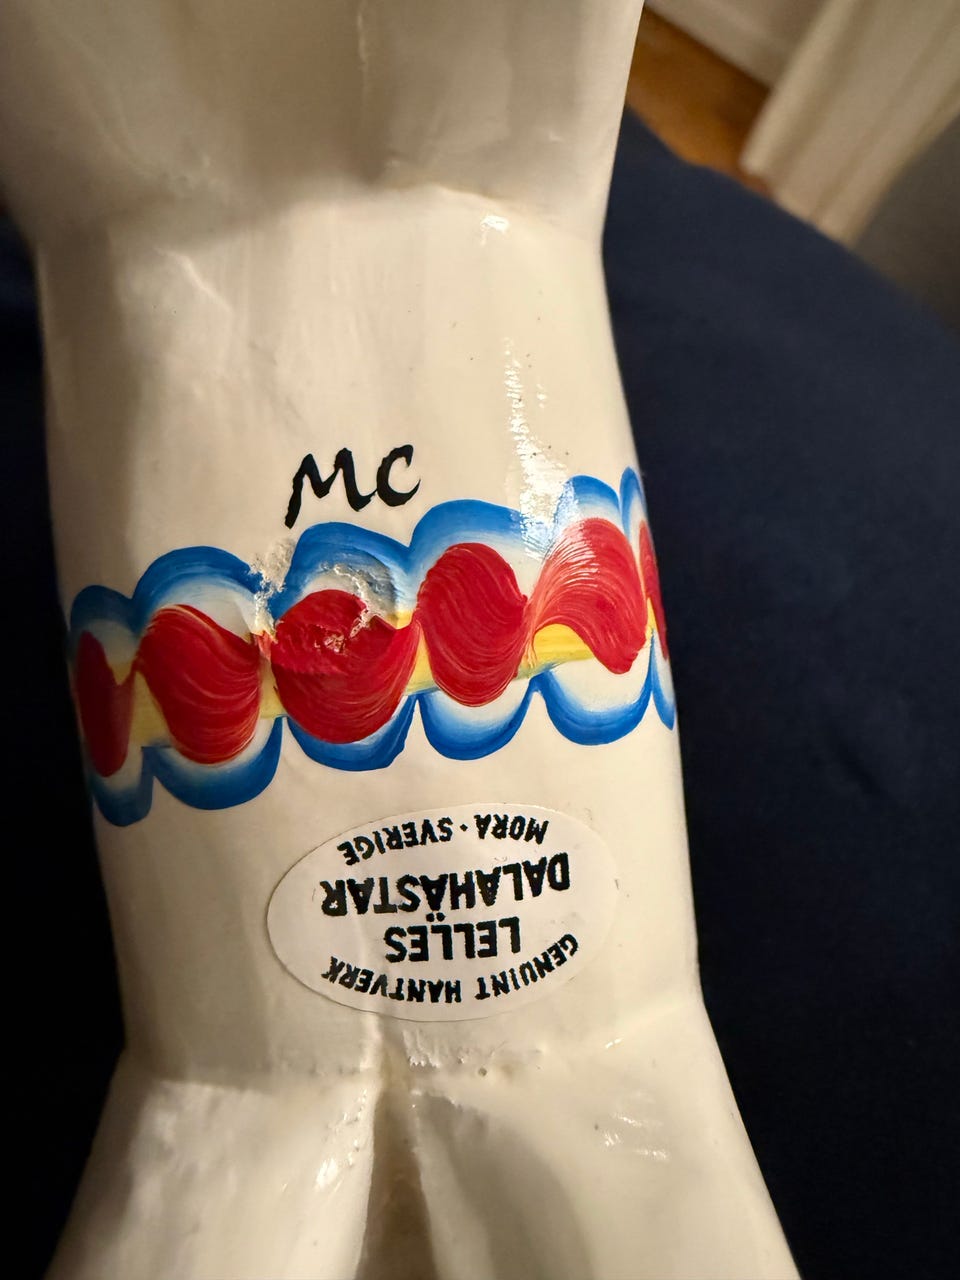 MC
GENUINT HANTVERK
LELLES
DALAHÄSTAR
MORA · SVERIGE